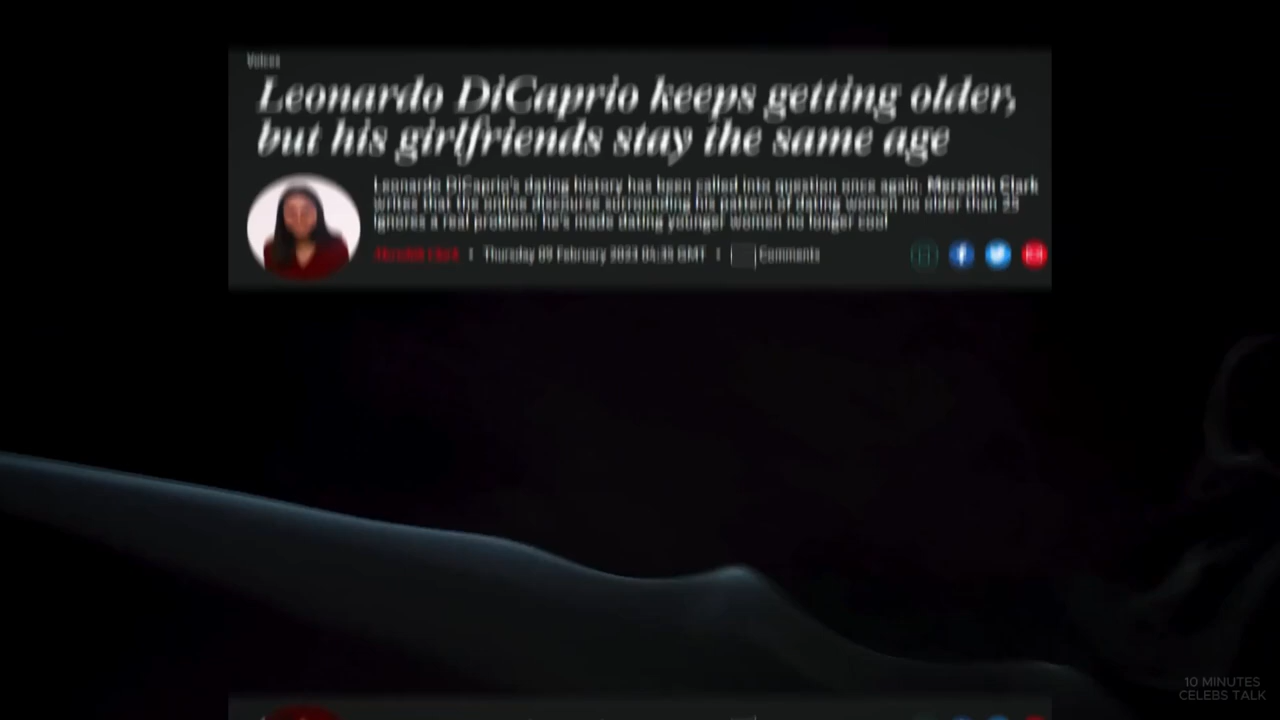 Voices
Leonardo DiCaprio keeps getting older,
but his girlfriends stay the same age
Leonardo DiCaprio's dating history has been called into question once again. Meredith Clark
writes that the online discourse surrounding his pattern of dating women no older than 25
ignores a real problem: he's made dating younger women no longer cool
Thursday 09 February 2023 GMT
Comments
10 MINUTES
CELEBS TALK